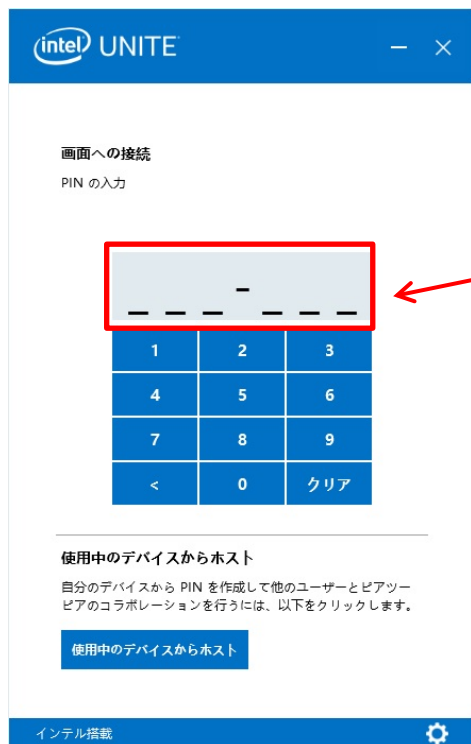 intel UNITE
画面への接続
PIN の入力
_ _ _ - _ _ _
1 2 3
4 5 6
7 8 9
< 0 クリア
使用中のデバイスからホスト
自分のデバイスから PIN を作成して他のユーザーとピアツー
ピアのコラボレーションを行うには、以下をクリックします。
使用中のデバイスからホスト
インテル搭載